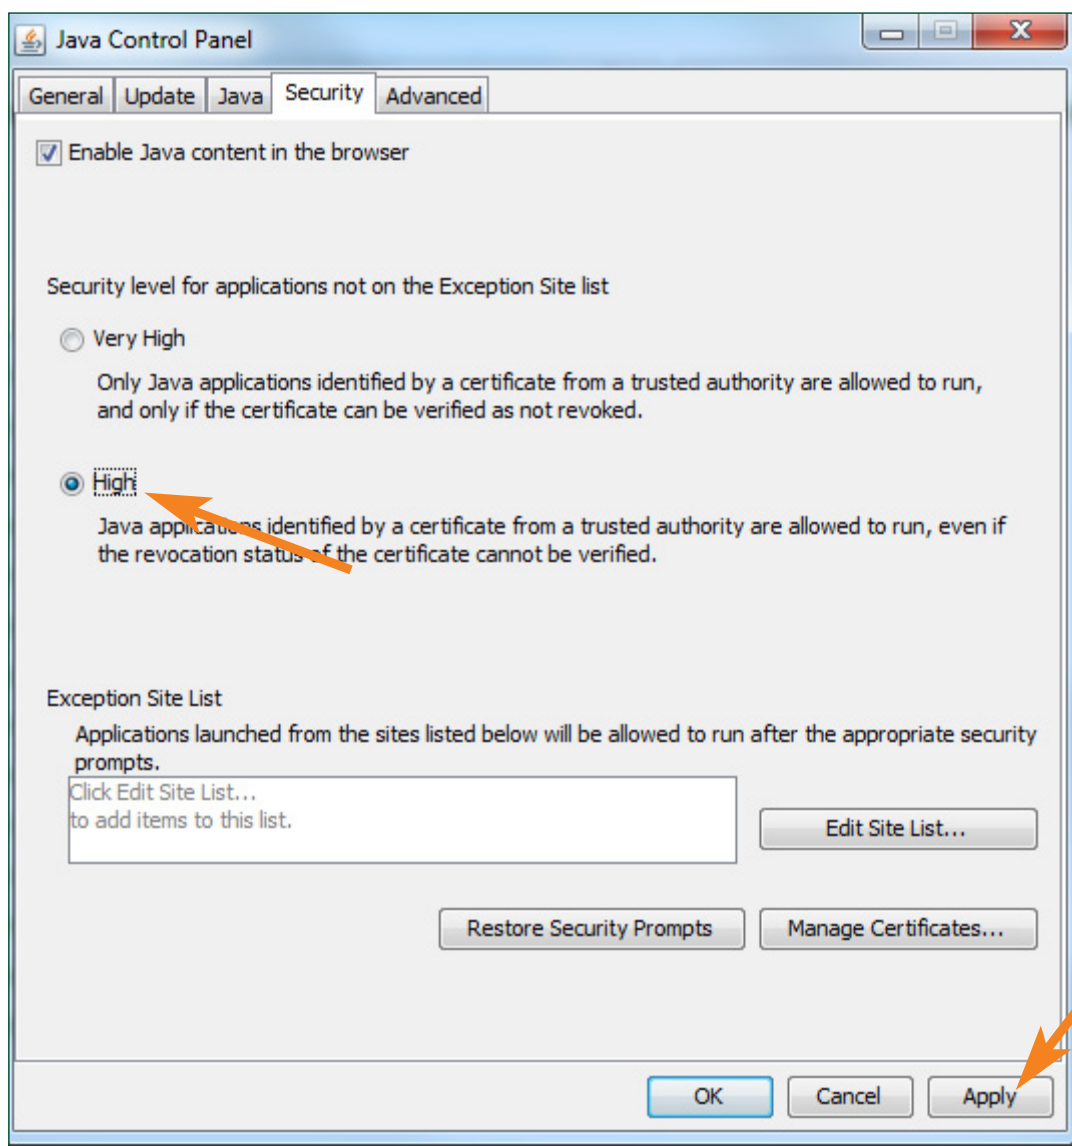 Java Control Panel
General Update Java Security Advanced
Enable Java content in the browser
Security level for applications not on the Exception Site list
Very High
Only Java applications identified by a certificate from a trusted authority are allowed to run,
and only if the certificate can be verified as not revoked.
High
Java applications identified by a certificate from a trusted authority are allowed to run, even if
the revocation status of the certificate cannot be verified.
Exception Site List
Applications launched from the sites listed below will be allowed to run after the appropriate security
prompts.
Click Edit Site List...
to add items to this list.
Edit Site List...
Restore Security Prompts Manage Certificates...
OK Cancel Apply